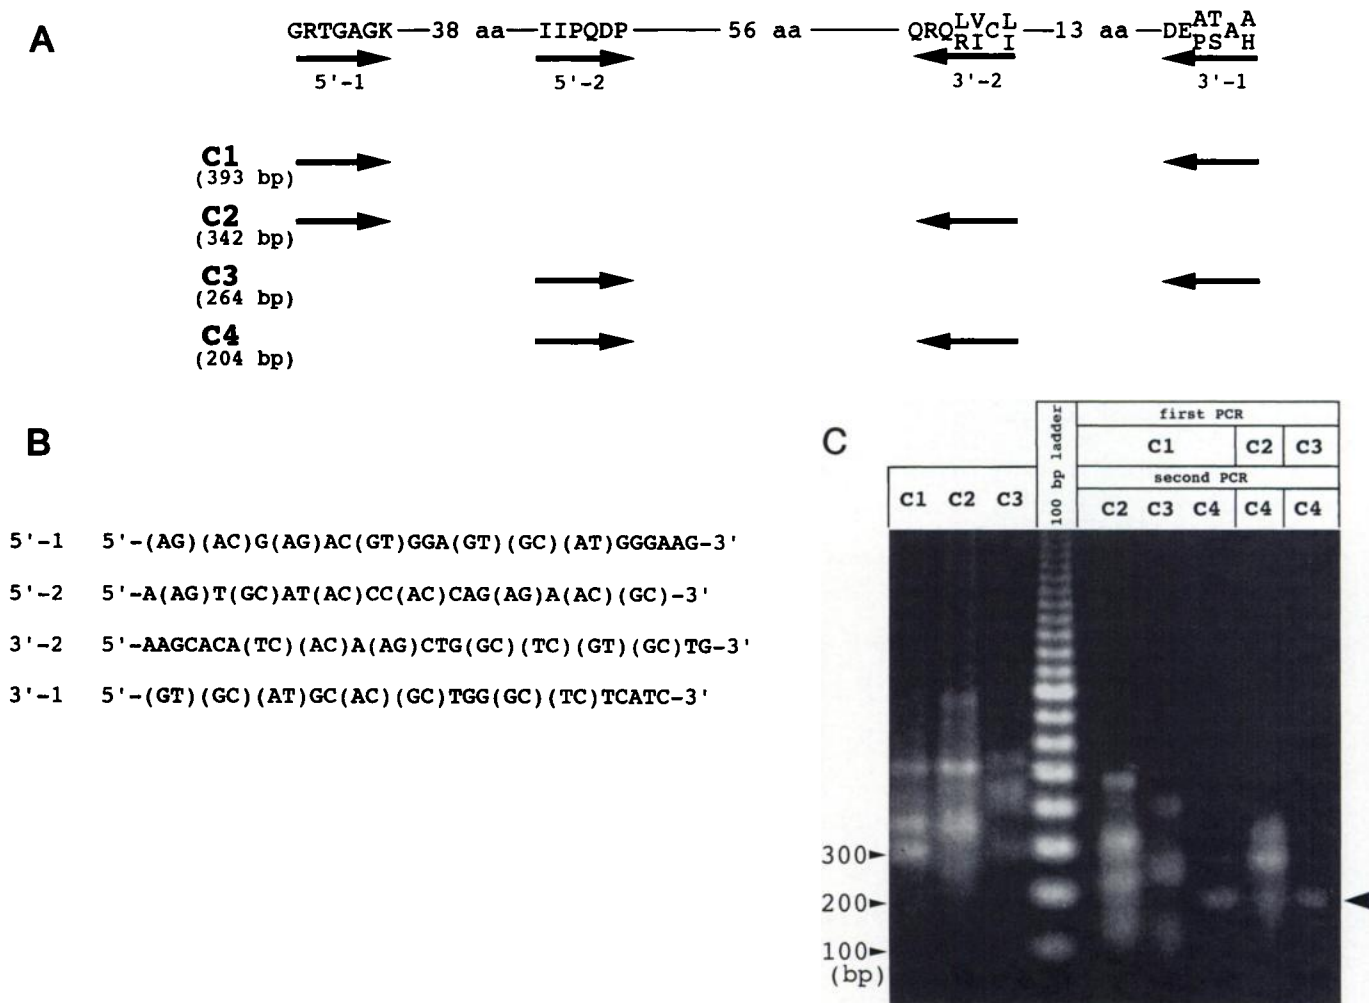 A
GRTGAGK—38 aa—IIPQDP—56 aa—QRQ LVCL RI I—13 aa—DE ATAA PS H
5'-1 5'-2 3'-2 3'-1
C1
(393 bp)
C2
(342 bp)
C3
(264 bp)
C4
(204 bp)
B
5'-1 5'-(AG)(AC)G(AG)AC(GT)GGA(GT)(GC)(AT)GGGAAG-3'
5'-2 5'-A(AG)T(GC)AT(AC)CC(AC)CAG(AG)A(AC)(GC)-3'
3'-2 5'-AAGCACA(TC)(AC)A(AG)CTG(GC)(TC)(GT)(GC)TG-3'
3'-1 5'-(GT)(GC)(AT)GC(AC)(GC)TGG(GC)(TC)TCATC-3'
C
first PCR
C1 C2 C3
second PCR
C1 C2 C3 100 bp ladder C2 C3 C4 C4 C4
300
200
100
(bp)